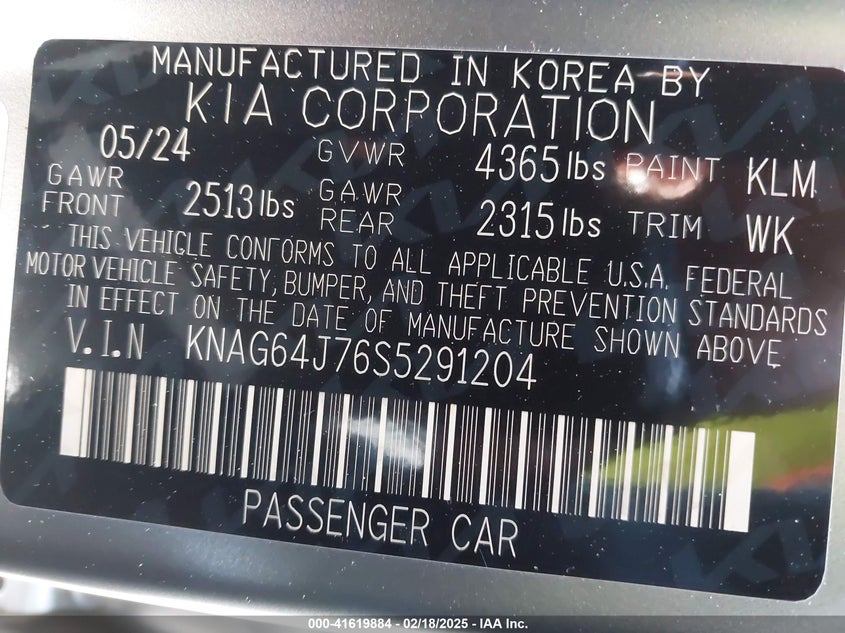 MANUFACTURED IN KOREA BY
KIA CORPORATION
05/24 GVWR 4365 lbs PAINT KLM
GAWR FRONT 2513 lbs GAWR REAR 2315 lbs TRIM WK
THIS VEHICLE CONFORMS TO ALL APPLICABLE U.S.A. FEDERAL
MOTOR VEHICLE SAFETY, BUMPER, AND THEFT PREVENTION STANDARDS
IN EFFECT ON THE DATE OF MANUFACTURE SHOWN ABOVE
V.I.N KNAG64J76S5291204
PASSENGER CAR
000-41619884 - 02/18/2025 - IAA Inc.